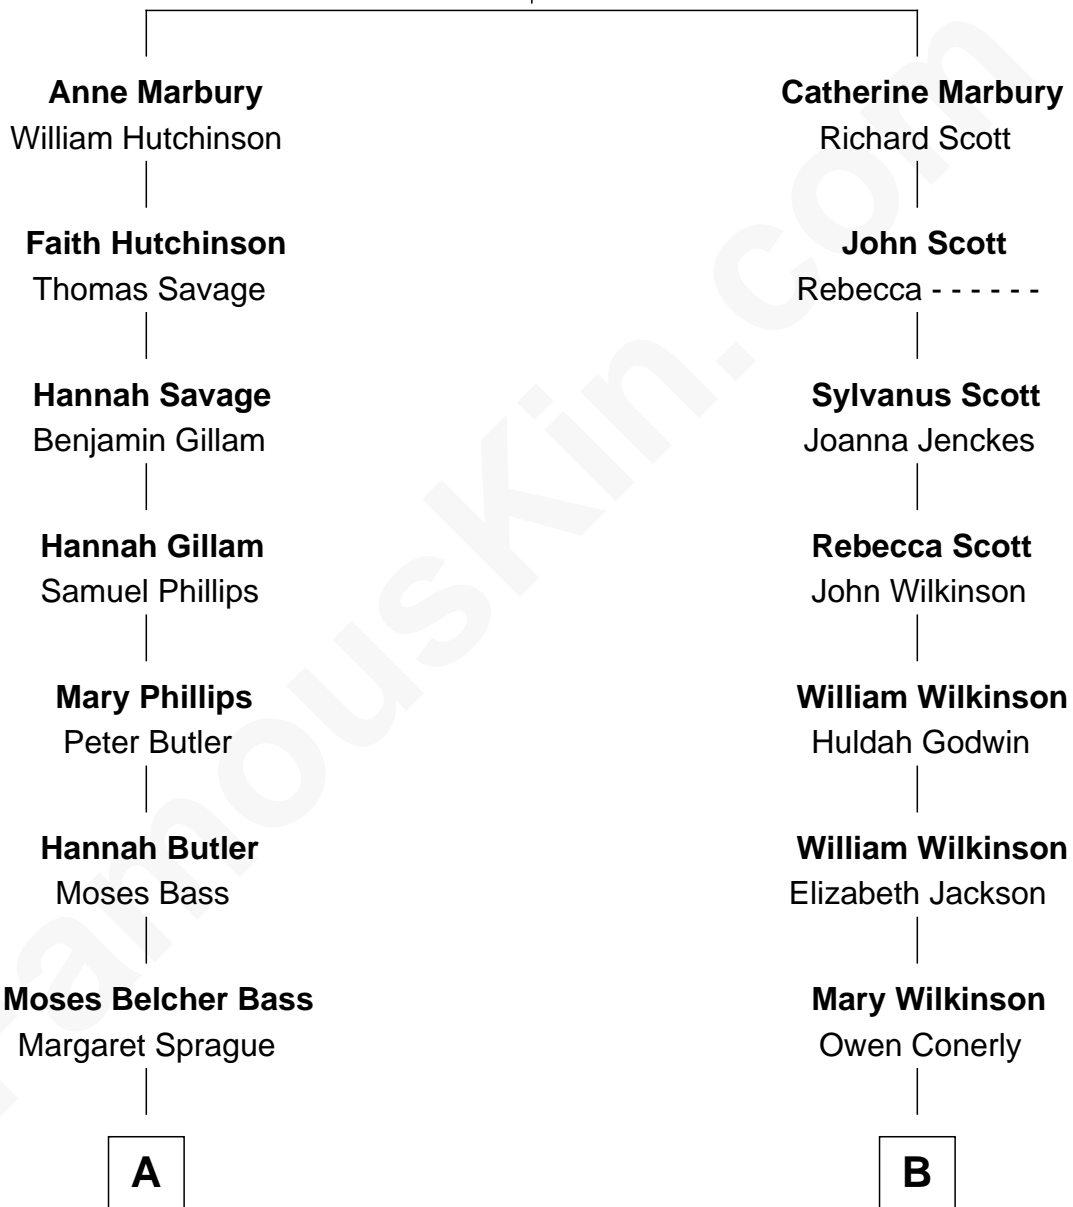 Anne Marbury
William Hutchinson
Faith Hutchinson
Thomas Savage
Hannah Savage
Benjamin Gillam
Hannah Gillam
Samuel Phillips
Mary Phillips
Peter Butler
Hannah Butler
Moses Bass
Moses Belcher Bass
Margaret Sprague
A
Catherine Marbury
Richard Scott
John Scott
Rebecca - - - - - -
Sylvanus Scott
Joanna Jenckes
Rebecca Scott
John Wilkinson
William Wilkinson
Huldah Godwin
William Wilkinson
Elizabeth Jackson
Mary Wilkinson
Owen Conerly
B
FamousKin.com